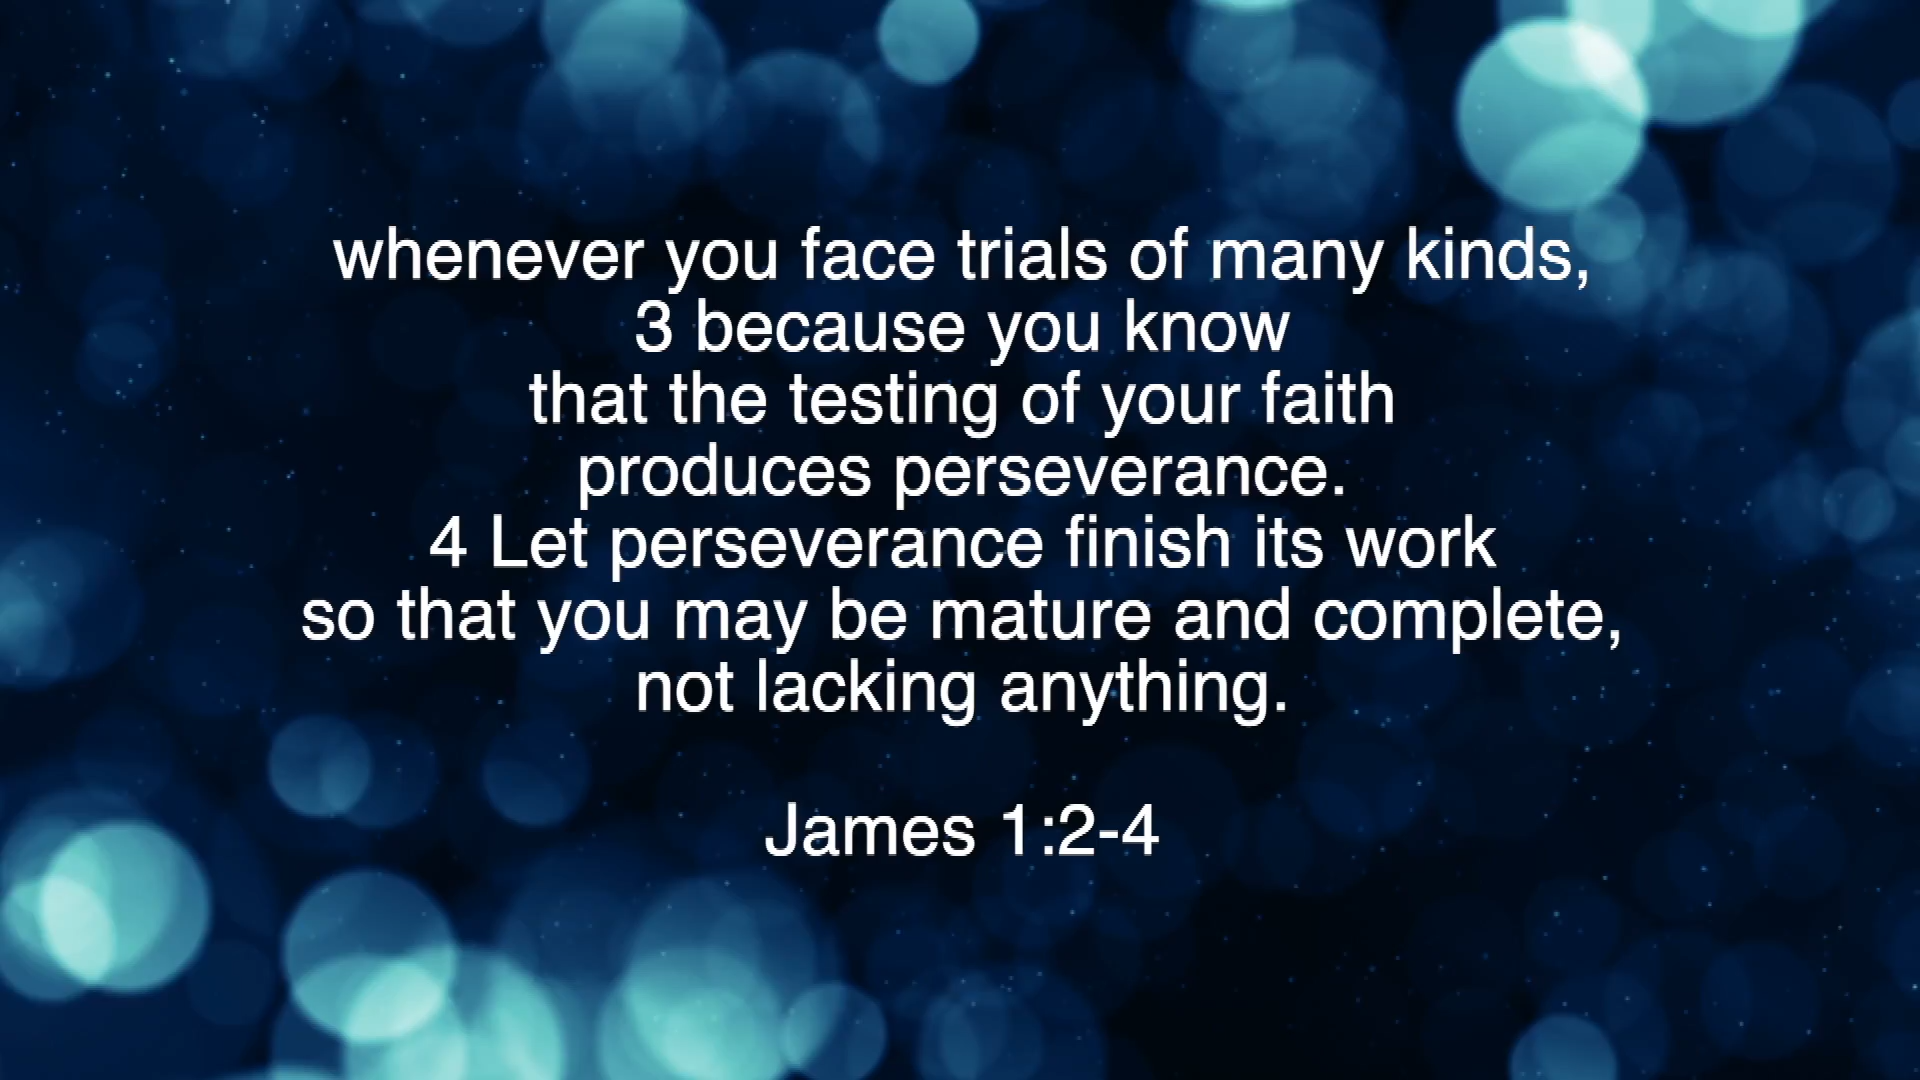 whenever you face trials of many kinds,
3 because you know
that the testing of your faith
produces perseverance.
4 Let perseverance finish its work
so that you may be mature and complete,
not lacking anything.
James 1:2-4